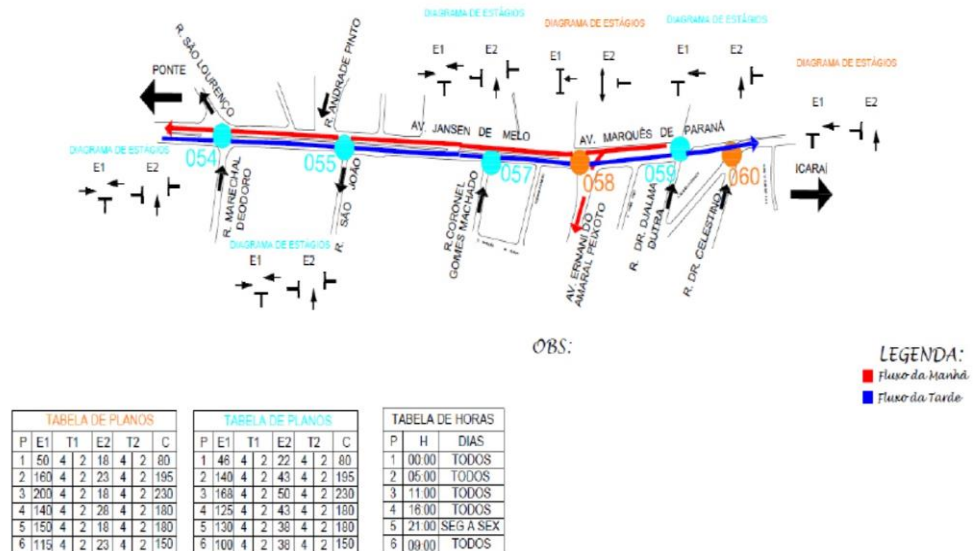 DIAGRAMA DE ESTÁGIOS
DIAGRAMA DE ESTÁGIOS
DIAGRAMA DE ESTÁGIOS
DIAGRAMA DE ESTÁGIOS
E1 E2
E1 E2
E1 E2
E1 E2
R. SÃO LOURENÇO
R. ANDRADE PINTO
PONTE
AV. JANSEN DE MELO
AV. MARQUÊS DE PARANÁ
DIAGRAMA DE ESTÁGIOS
E1 E2
054
055
057
058
059
060
ICARAÍ
R. MARECHAL DEODORO
R. SÃO JOÃO
R. CORONEL GOMES MACHADO
AV. ERNANI DO AMARAL PEIXOTO
R. DR. DJALMA DUTRA
R. DR. CELESTINO
DIAGRAMA DE ESTÁGIOS
E1 E2
OBS:
LEGENDA:
Fluxo da Manhã
Fluxo da Tarde
TABELA DE PLANOS
P E1 T1 E2 T2 C
1 50 4 2 18 4 2 80
2 160 4 2 23 4 2 195
3 200 4 2 18 4 2 230
4 140 4 2 28 4 2 180
5 150 4 2 18 4 2 180
6 115 4 2 23 4 2 150
TABELA DE PLANOS
P E1 T1 E2 T2 C
1 46 4 2 22 4 2 80
2 140 4 2 43 4 2 195
3 168 4 2 50 4 2 230
4 125 4 2 43 4 2 180
5 130 4 2 38 4 2 180
6 100 4 2 38 4 2 150
TABELA DE HORAS
P H DIAS
1 00:00 TODOS
2 05:00 TODOS
3 11:00 TODOS
4 16:00 TODOS
5 21:00 SEG A SEX
6 09:00 TODOS